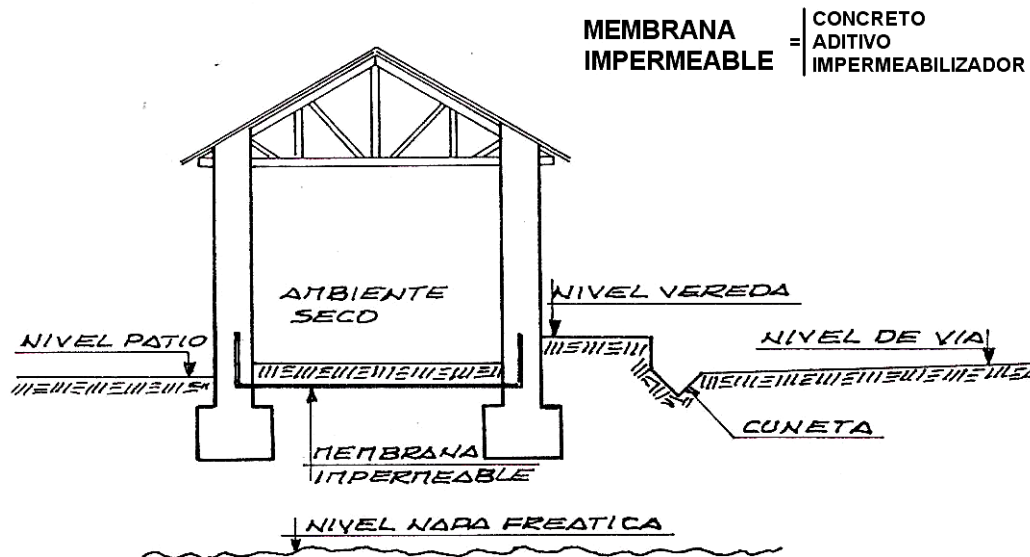 MEMBRANA
IMPERMEABLE
=
CONCRETO
ADITIVO
IMPERMEABILIZADOR
AMBIENTE
SECO
NIVEL VEREDA
NIVEL PATIO
NIVEL DE VIA
CUNETA
MEMBRANA
IMPERMEABLE
NIVEL NAPA FREATICA